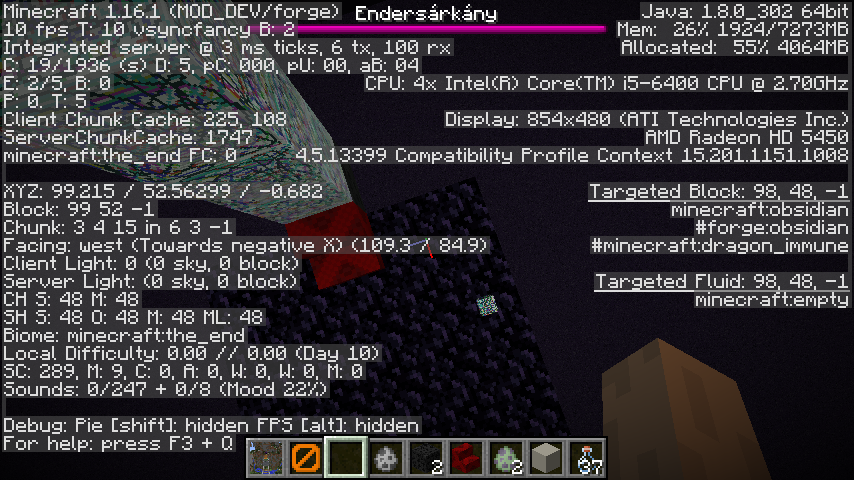 Minecraft 1.16.1 (MOD_DEV/forge)
10 fps T: 10 vsyncfancy B: 2
Integrated server @ 3 ms ticks, 6 tx, 100 rx
C: 19/1936 (s) D: 5, pC: 000, pU: 00, aB: 04
E: 2/5, B: 0
P: 0. T: 5
Client Chunk Cache: 225, 108
ServerChunkCache: 1747
minecraft:the_end FC: 0
XYZ: 99.215 / 52.56299 / -0.682
Block: 99 52 -1
Chunk: 3 4 15 in 6 3 -1
Facing: west (Towards negative X) (109.3 / 84.9)
Client Light: 0 (0 sky, 0 block)
Server Light: (0 sky, 0 block)
CH S: 48 M: 48
SH S: 48 O: 48 M: 48 ML: 48
Biome: minecraft:the_end
Local Difficulty: 0.00 // 0.00 (Day 10)
SC: 289, M: 9, C: 0, A: 0, W: 0, W: 0, M: 0
Sounds: 0/247 + 0/8 (Mood 22%)
Debug: Pie [shift]: hidden FPS [alt]: hidden
For help: press F3 + Q
Endersárkány
Java: 1.8.0_302 64bit
Mem: 26% 1924/7273MB
Allocated: 55% 4064MB
CPU: 4x Intel(R) Core(TM) i5-6400 CPU @ 2.70GHz
Display: 854x480 (ATI Technologies Inc.)
AMD Radeon HD 5450
4.5.13399 Compatibility Profile Context 15.201.1151.1008
Targeted Block: 98, 48, -1
minecraft:obsidian
#forge:obsidian
#minecraft:dragon_immune
Targeted Fluid: 98, 48, -1
minecraft:empty
2
2
37